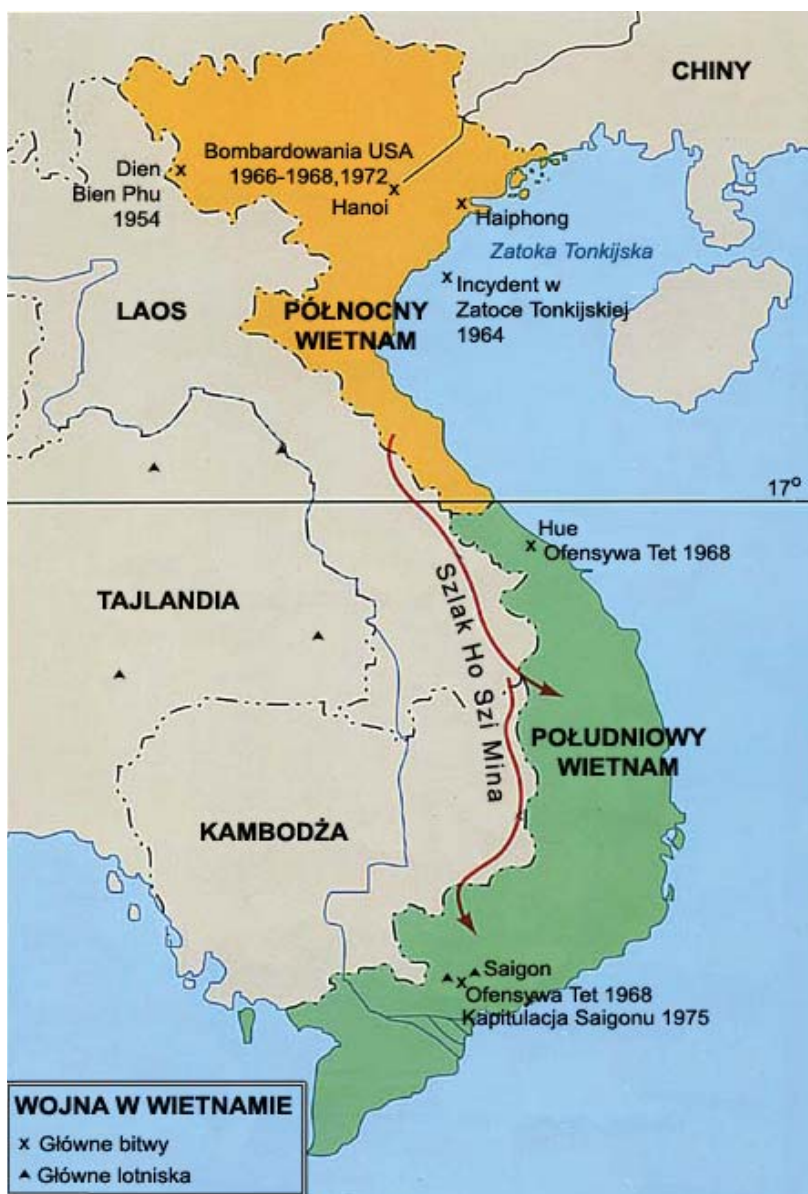 CHINY
Bombardowania USA
1966-1968,1972
Dien
Bien Phu
1954
Hanoi
Haiphong
Zatoka Tonkijska
Incydent w
Zatoce Tonkijskiej
1964
LAOS
PÓŁNOCNY
WIETNAM
17°
Hue
Ofensywa Tet 1968
TAJLANDIA
Szlak Ho Szi Mina
POŁUDNIOWY
WIETNAM
KAMBODŻA
Saigon
Ofensywa Tet 1968
Kapitulacja Saigonu 1975
WOJNA W WIETNAMIE
x Główne bitwy
▲ Główne lotniska